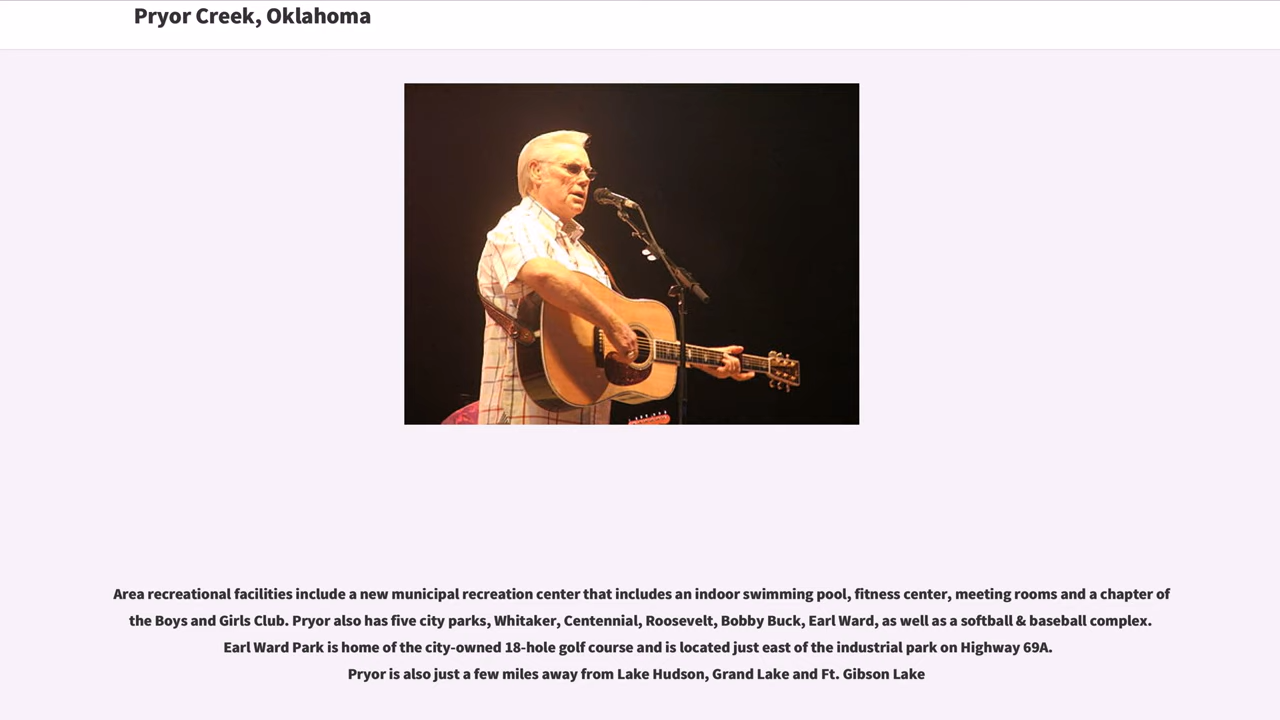 Pryor Creek, Oklahoma
Area recreational facilities include a new municipal recreation center that includes an indoor swimming pool, fitness center, meeting rooms and a chapter of
the Boys and Girls Club. Pryor also has five city parks, Whitaker, Centennial, Roosevelt, Bobby Buck, Earl Ward, as well as a softball & baseball complex.
Earl Ward Park is home of the city-owned 18-hole golf course and is located just east of the industrial park on Highway 69A.
Pryor is also just a few miles away from Lake Hudson, Grand Lake and Ft. Gibson Lake